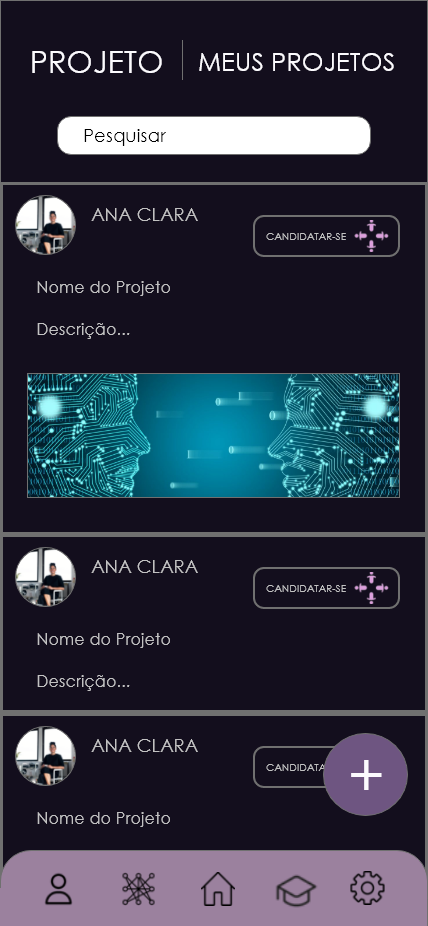 PROJETO
MEUS PROJETOS
Pesquisar
ANA CLARA
CANDIDATAR-SE
Nome do Projeto
Descrição...
ANA CLARA
CANDIDATAR-SE
Nome do Projeto
Descrição...
ANA CLARA
CANDIDATA
Nome do Projeto